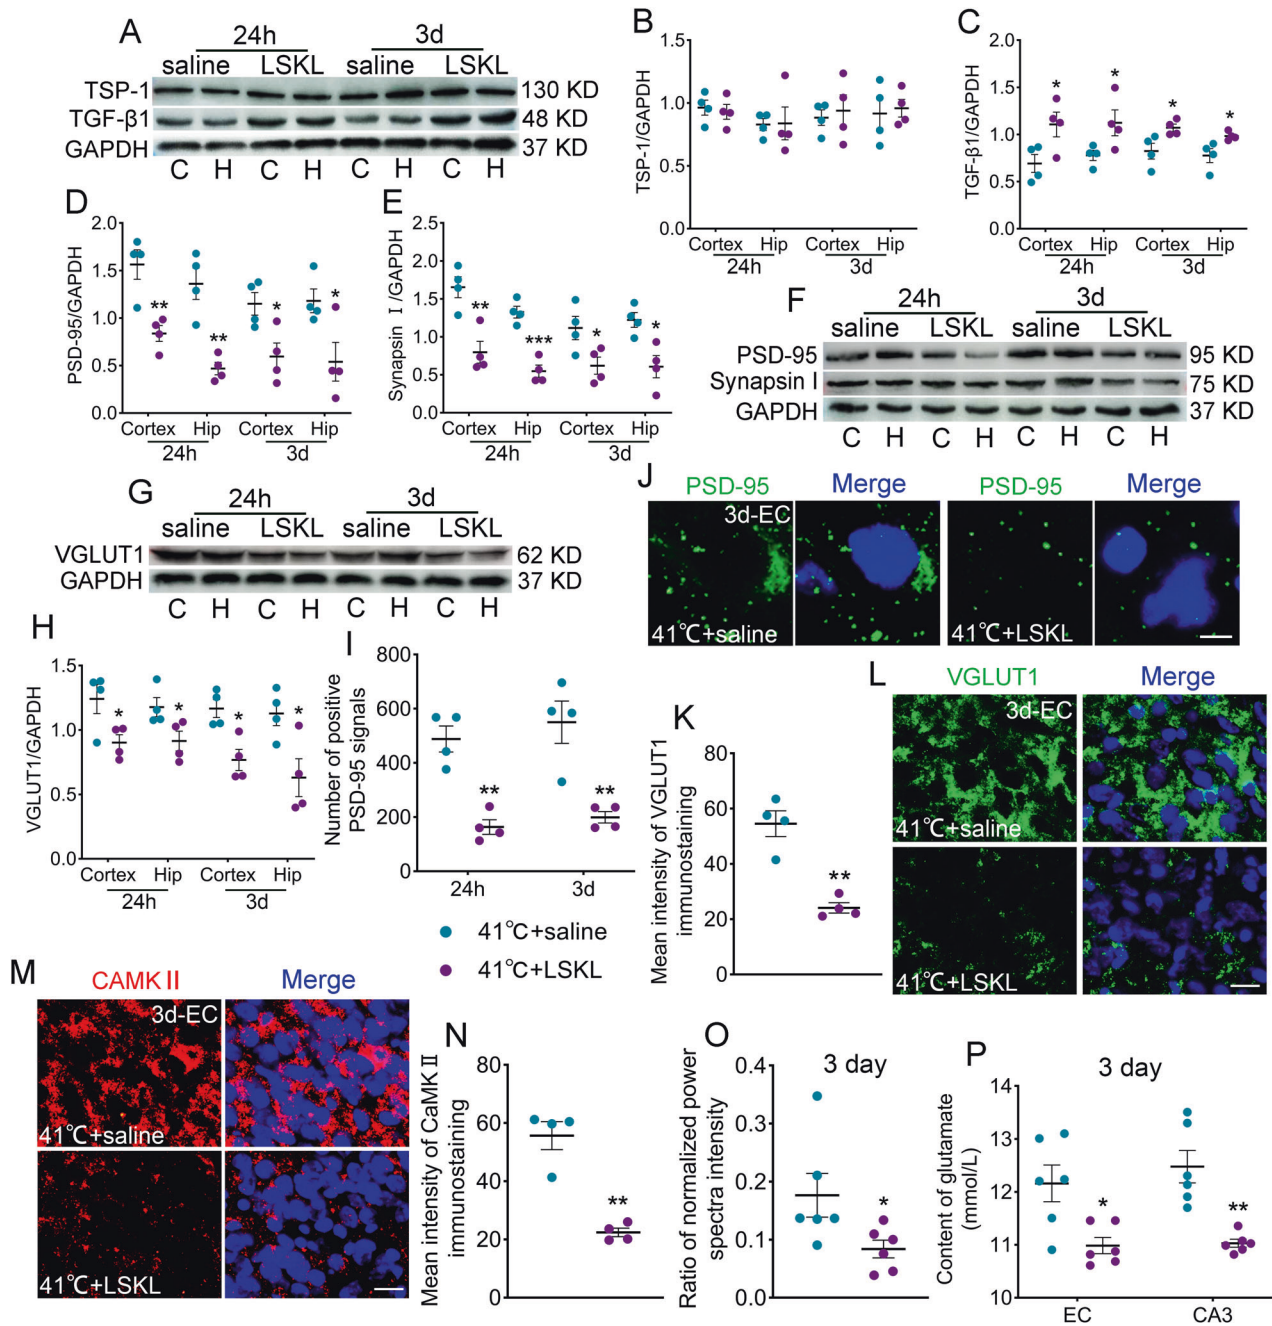 A
24h 3d
saline LSKL saline LSKL
TSP-1 130 KD
TGF-β1 48 KD
GAPDH 37 KD
C H C H C H C H
B
TSP-1/GAPDH
1.5
1.0
0.5
0.0
Cortex Hip Cortex Hip
24h 3d
C
TGF-β1/GAPDH
2.0
1.5
1.0
0.5
0.0
* * * *
Cortex Hip Cortex Hip
24h 3d
D
PSD-95/GAPDH
2.0
1.5
1.0
0.5
0.0
** ** * *
Cortex Hip Cortex Hip
24h 3d
E
Synapsin Ⅰ/GAPDH
2.5
2.0
1.5
1.0
0.5
0.0
** *** * *
Cortex Hip Cortex Hip
24h 3d
F
24h 3d
saline LSKL saline LSKL
PSD-95 95 KD
Synapsin I 75 KD
GAPDH 37 KD
C H C H C H C H
G
24h 3d
saline LSKL saline LSKL
VGLUT1 62 KD
GAPDH 37 KD
C H C H C H C H
H
VGLUT1/GAPDH
1.5
1.0
0.5
0.0
* * * *
Cortex Hip Cortex Hip
24h 3d
I
Number of positive
PSD-95 signals
800
600
400
200
0
** **
24h 3d
41℃+saline
41℃+LSKL
J
PSD-95 Merge PSD-95 Merge
3d-EC
41℃+saline 41℃+LSKL
K
Mean intensity of VGLUT1
immunostaining
80
60
40
20
0
**
L
VGLUT1 Merge
3d-EC
41℃+saline
41℃+LSKL
M
CAMKⅡ Merge
3d-EC
41℃+saline
41℃+LSKL
N
Mean intensity of CaMKⅡ
immunostaining
80
60
40
20
0
**
O
3 day
Ratio of normalized power
spectra intensity
0.4
0.3
0.2
0.1
0.0
*
P
3 day
Content of glutamate
(mmol/L)
14
13
12
11
10
* **
EC CA3